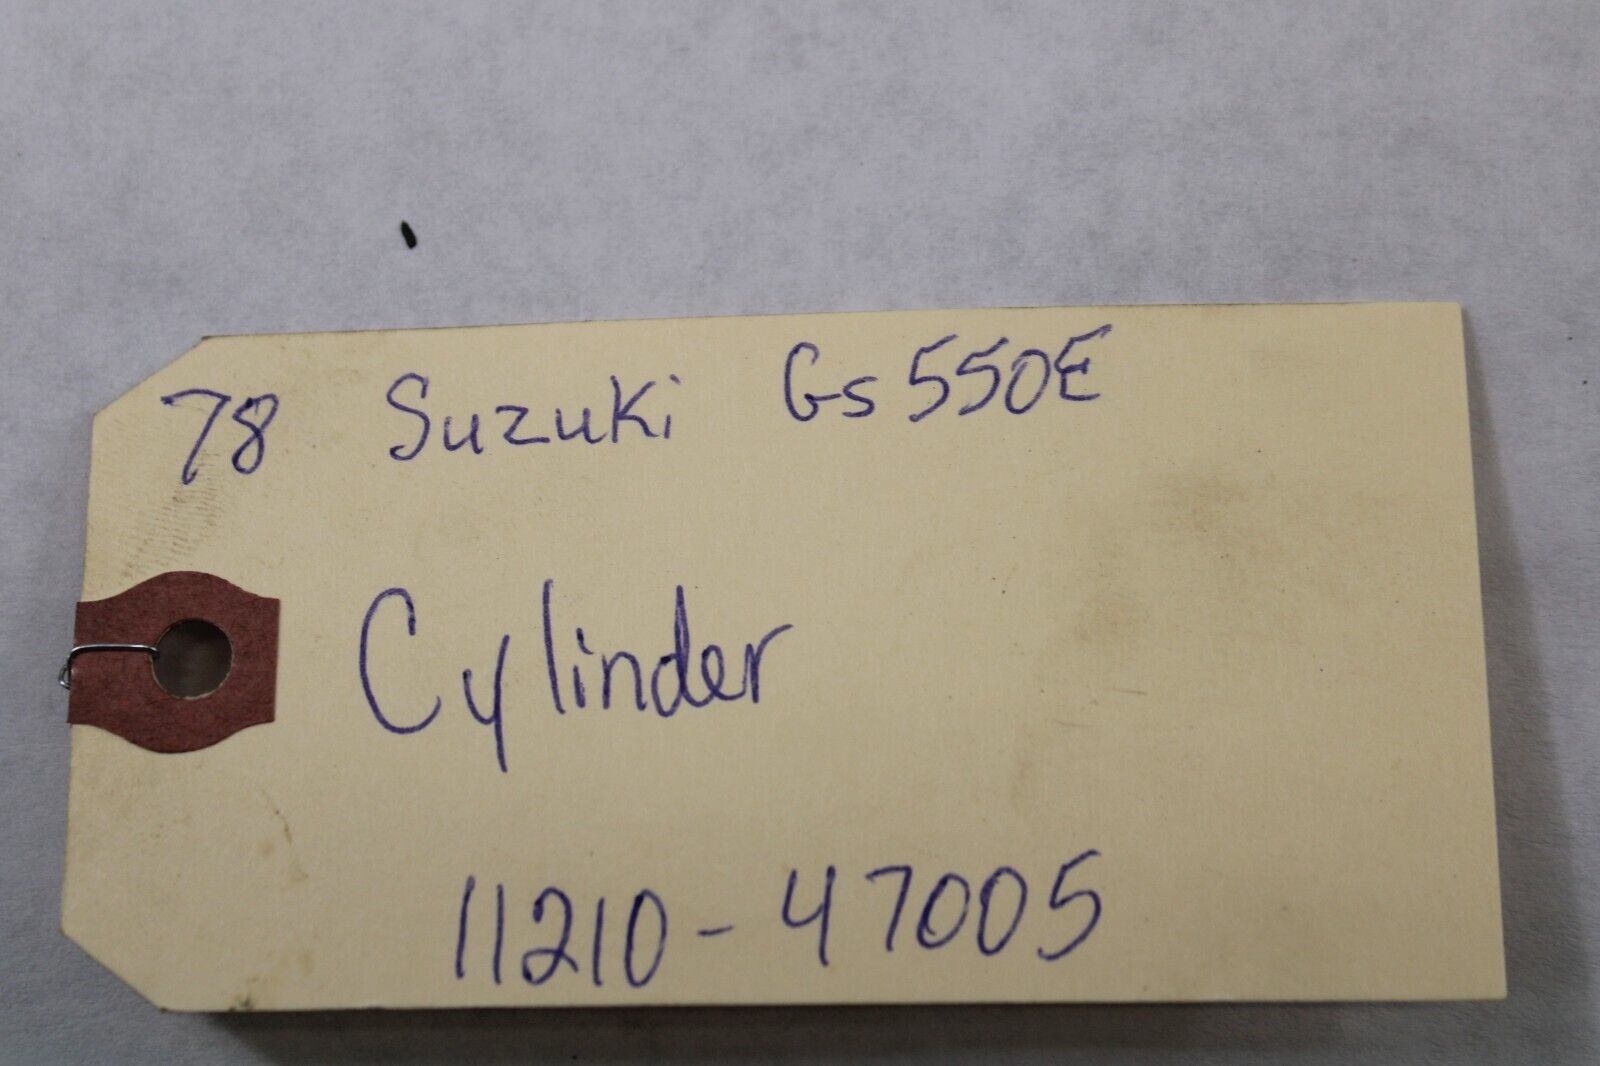 78 Suzuki Gs550E
Cylinder
11210-47005